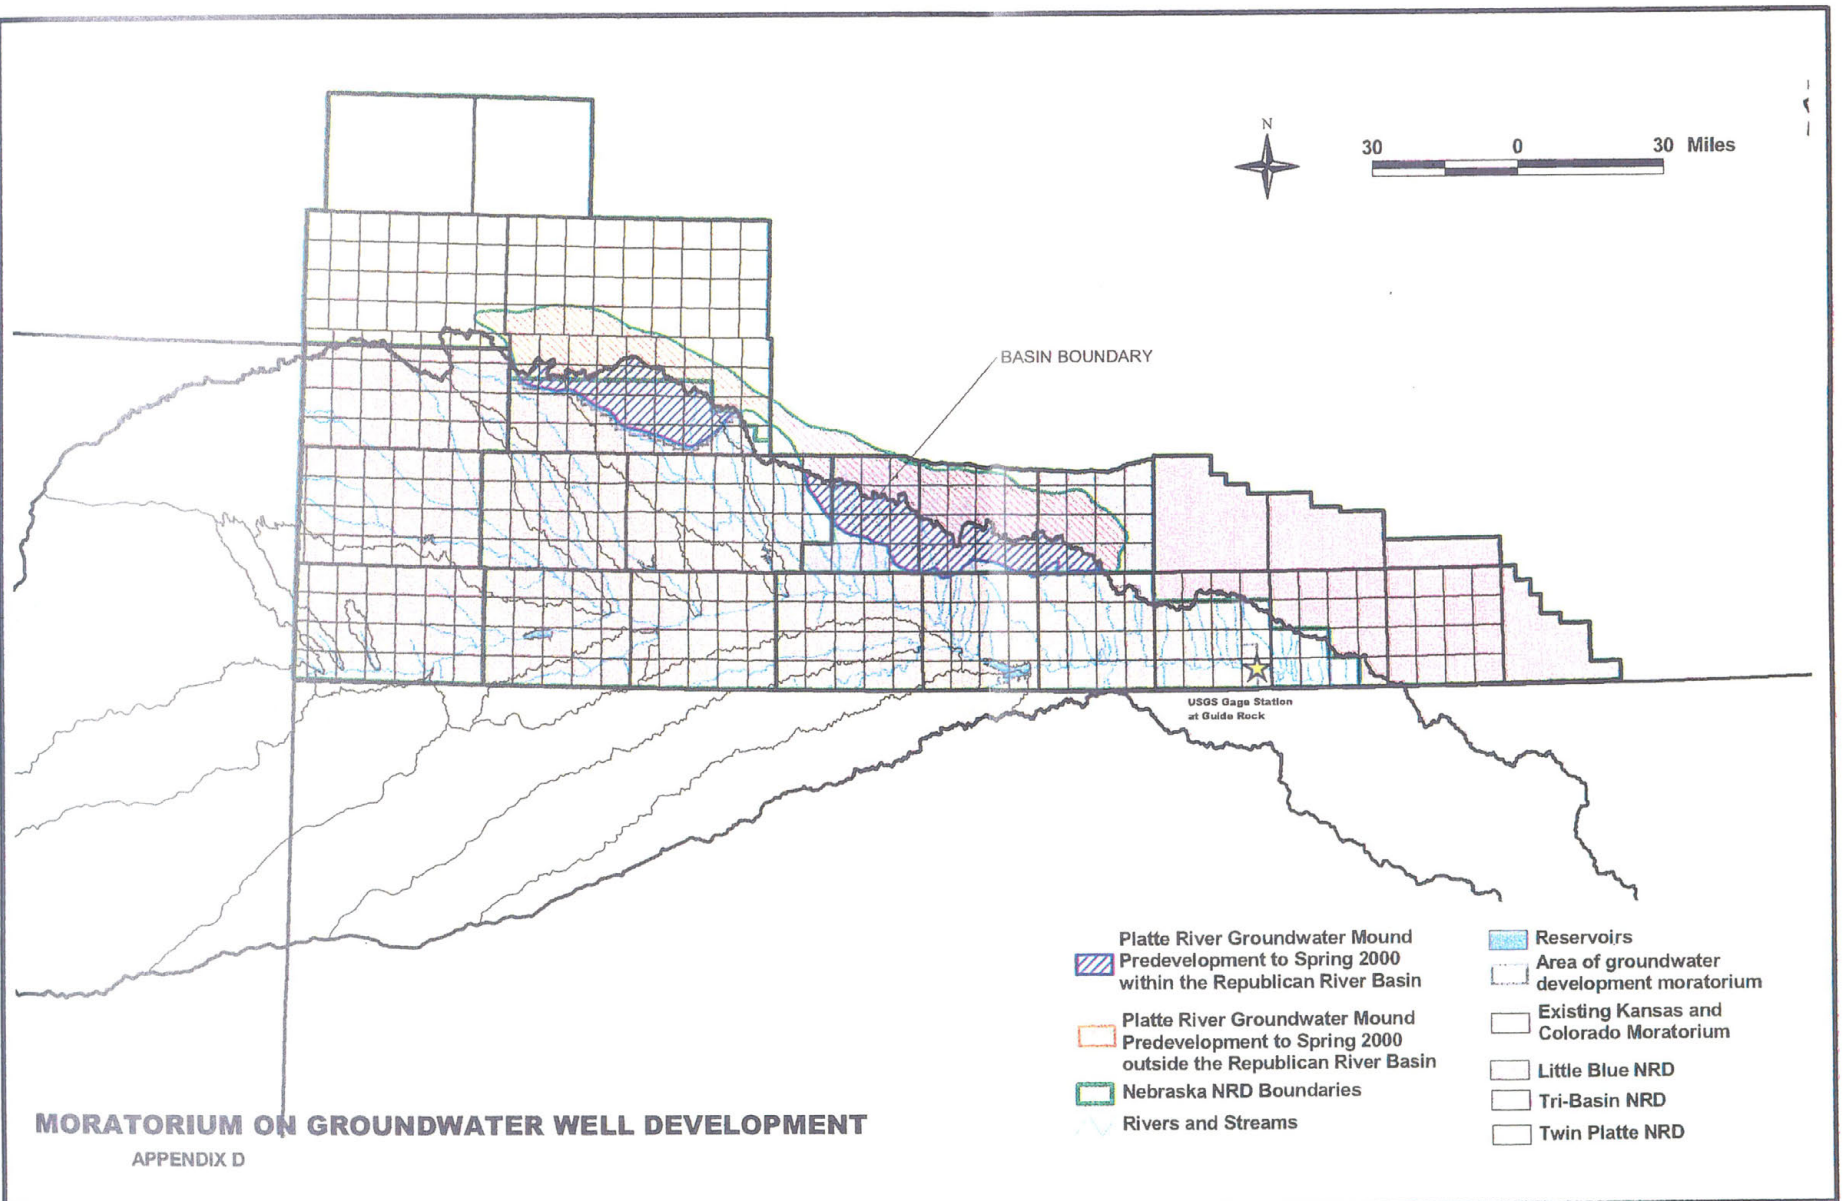 N
30 0 30 Miles
BASIN BOUNDARY
USGS Gage Station
at Guide Rock
Platte River Groundwater Mound
Predevelopment to Spring 2000
within the Republican River Basin
Platte River Groundwater Mound
Predevelopment to Spring 2000
outside the Republican River Basin
Nebraska NRD Boundaries
Rivers and Streams
Reservoirs
Area of groundwater
development moratorium
Existing Kansas and
Colorado Moratorium
Little Blue NRD
Tri-Basin NRD
Twin Platte NRD
MORATORIUM ON GROUNDWATER WELL DEVELOPMENT
APPENDIX D